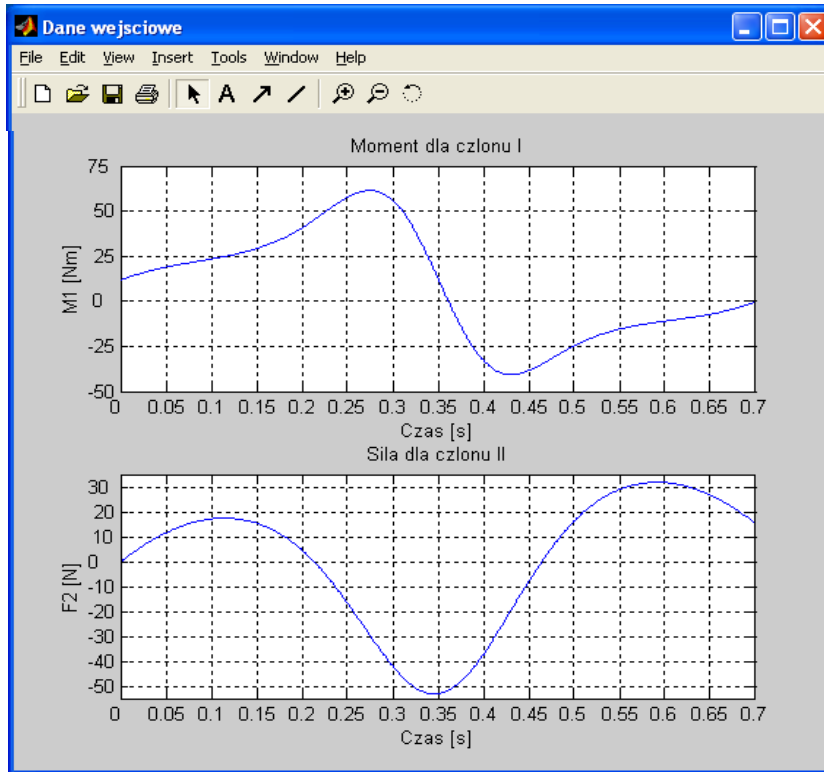 Dane wejsciowe
File Edit View Insert Tools Window Help
A
Moment dla czlonu I
75
50
25
0
-25
-50
M1 [Nm]
0 0.05 0.1 0.15 0.2 0.25 0.3 0.35 0.4 0.45 0.5 0.55 0.6 0.65 0.7
Czas [s]
Sila dla czlonu II
30
20
10
0
-10
-20
-30
-40
-50
F2 [N]
0 0.05 0.1 0.15 0.2 0.25 0.3 0.35 0.4 0.45 0.5 0.55 0.6 0.65 0.7
Czas [s]